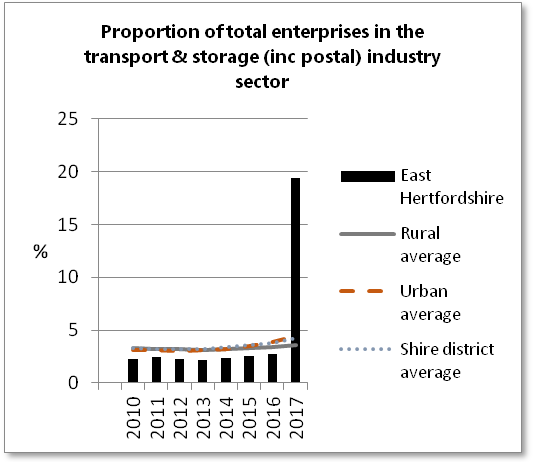 Proportion of total enterprises in the
transport & storage (inc postal) industry
sector
25
20
15
10
5
0
%
2010
2011
2012
2013
2014
2015
2016
2017
East
Hertfordshire
Rural
average
Urban
average
Shire district
average